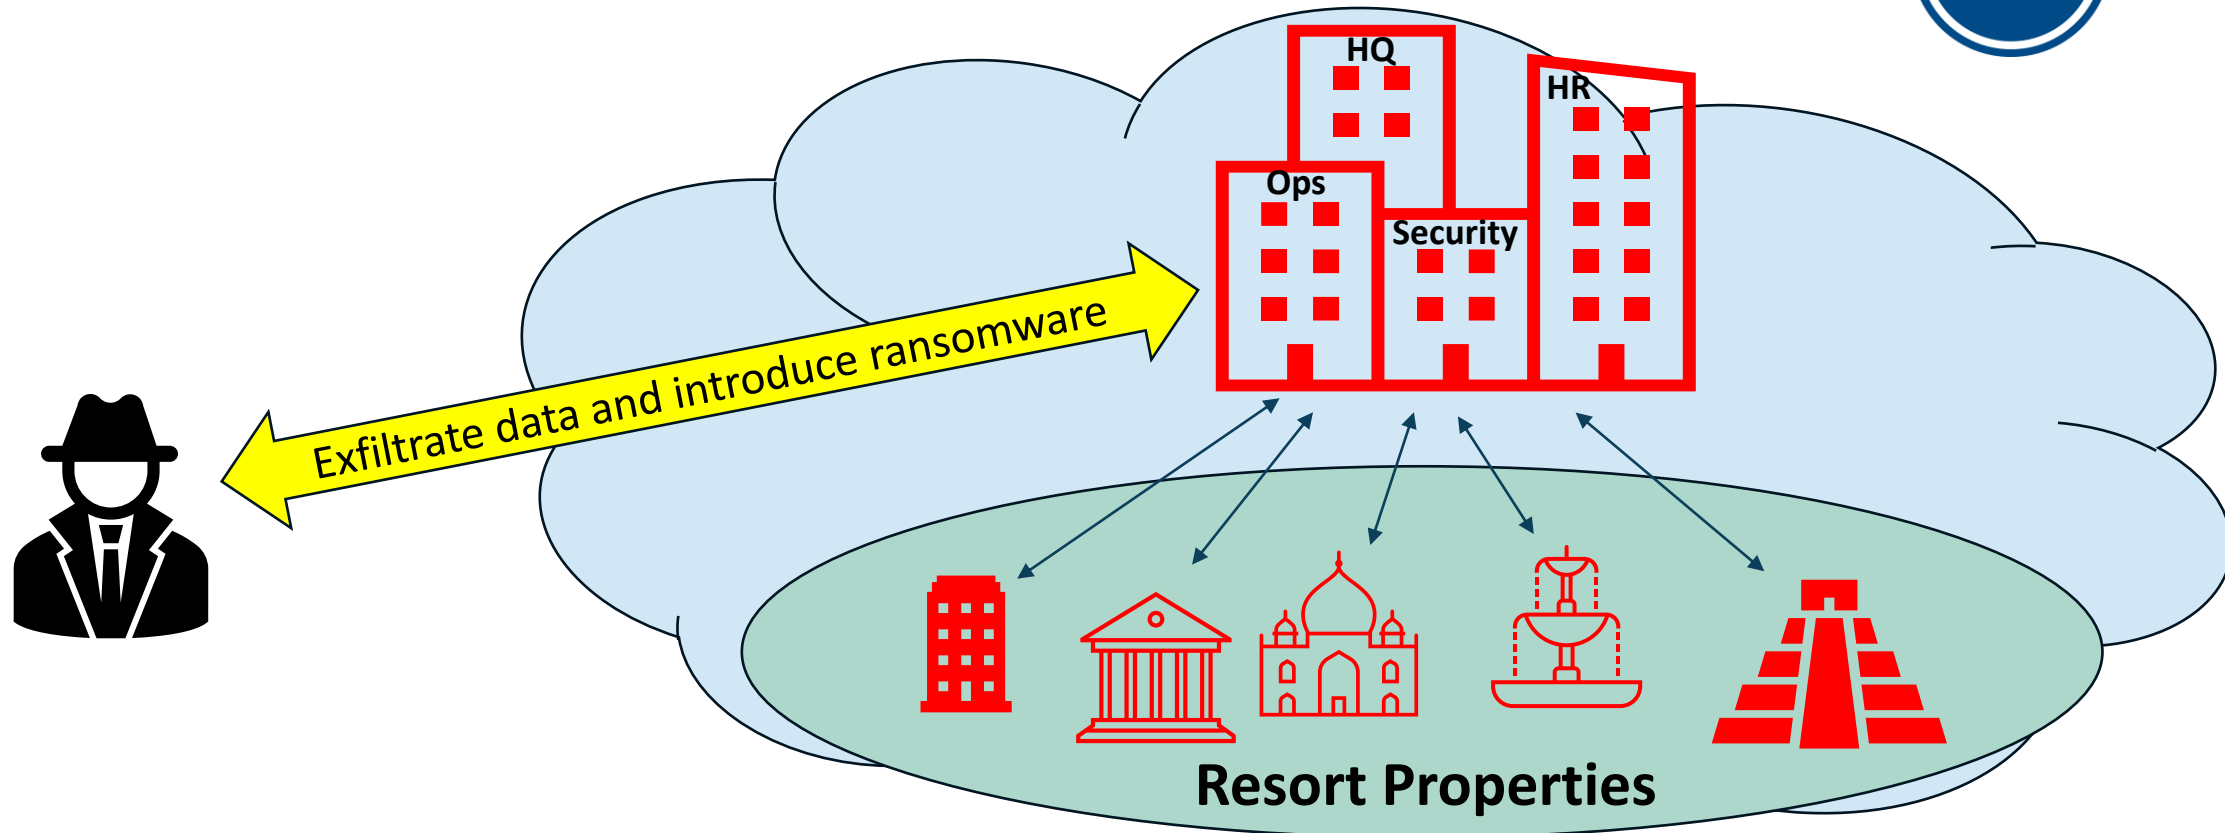 HQ
HR
Ops
Security
Exfiltrate data and introduce ransomware
Resort Properties